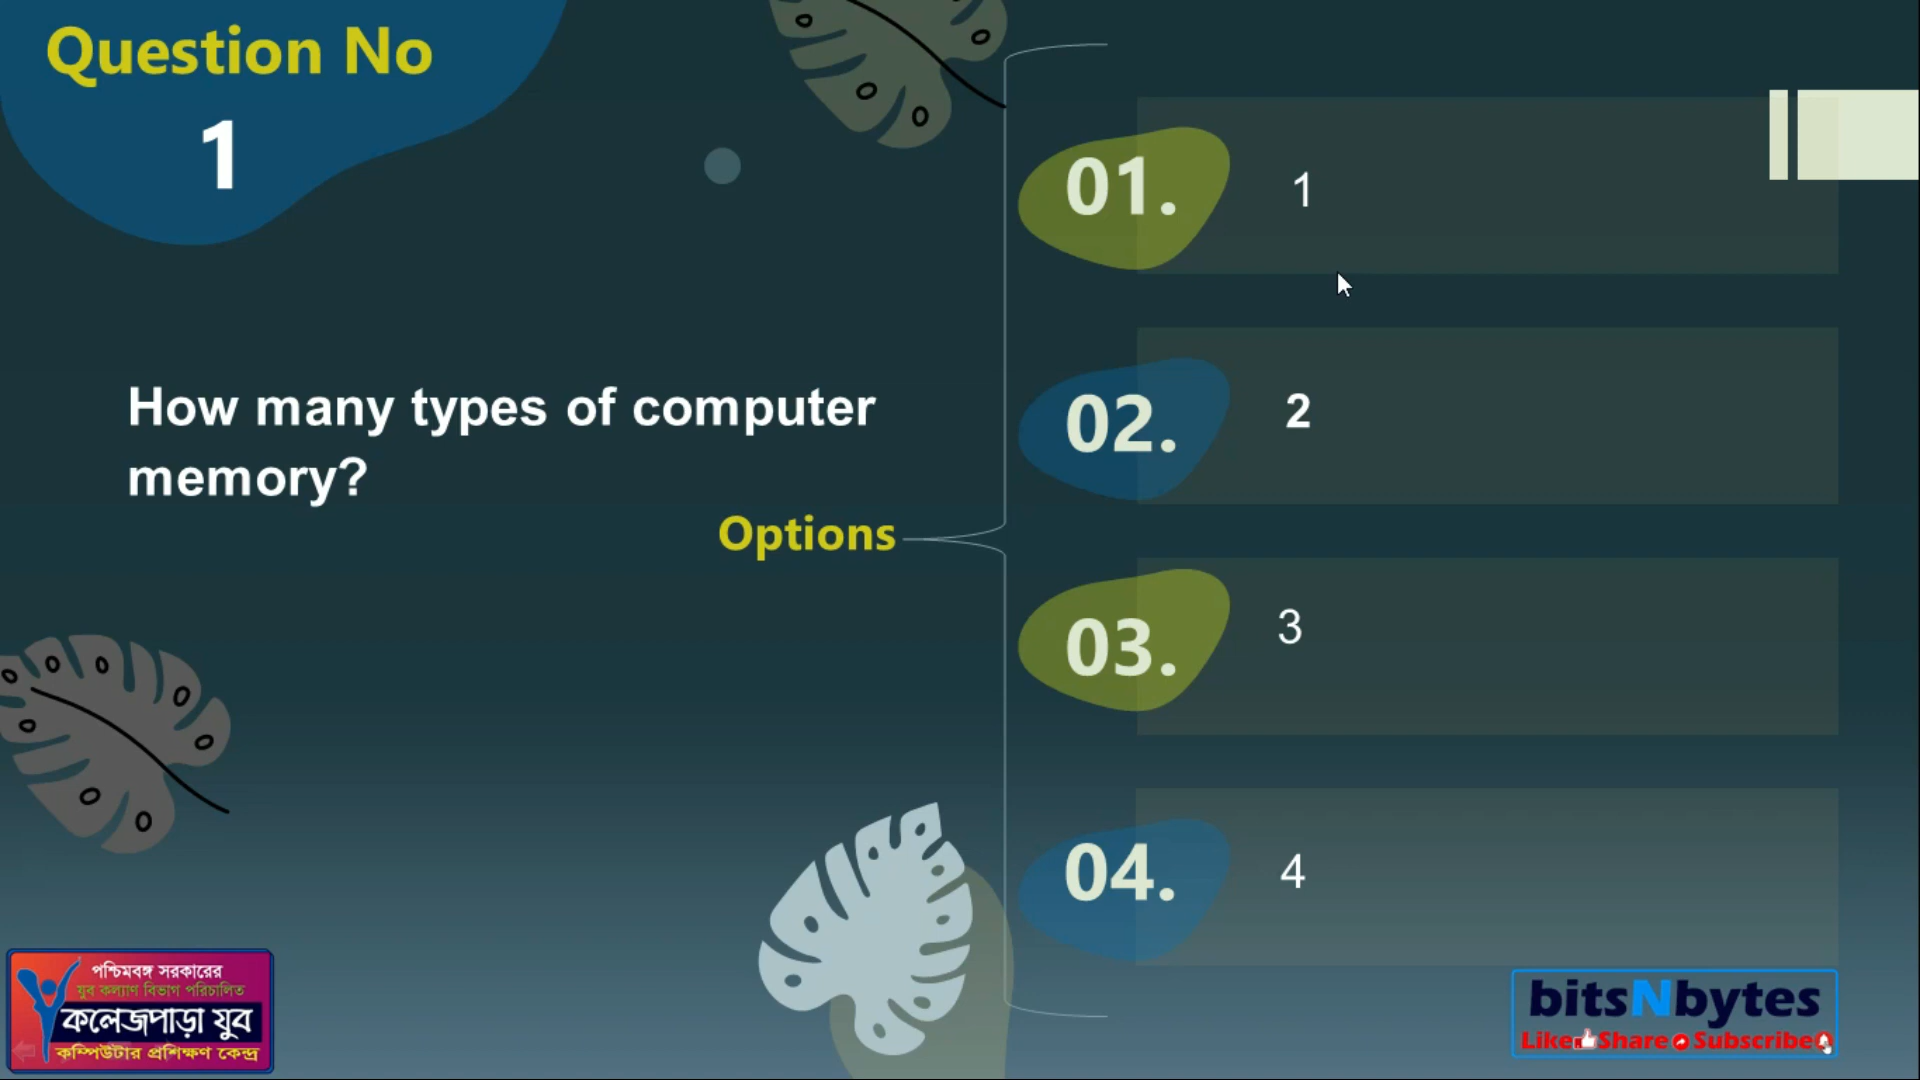 Question No
1
How many types of computer
memory?
Options
01.
1
02.
2
03.
3
04.
4
পশ্চিমবঙ্গ সরকারের
যুব কল্যাণ বিভাগ পরিচালিত
কলেজপাড়া যুব
কম্পিউটার প্রশিক্ষণ কেন্দ্র
bitsNbytes
Like Share Subscribe